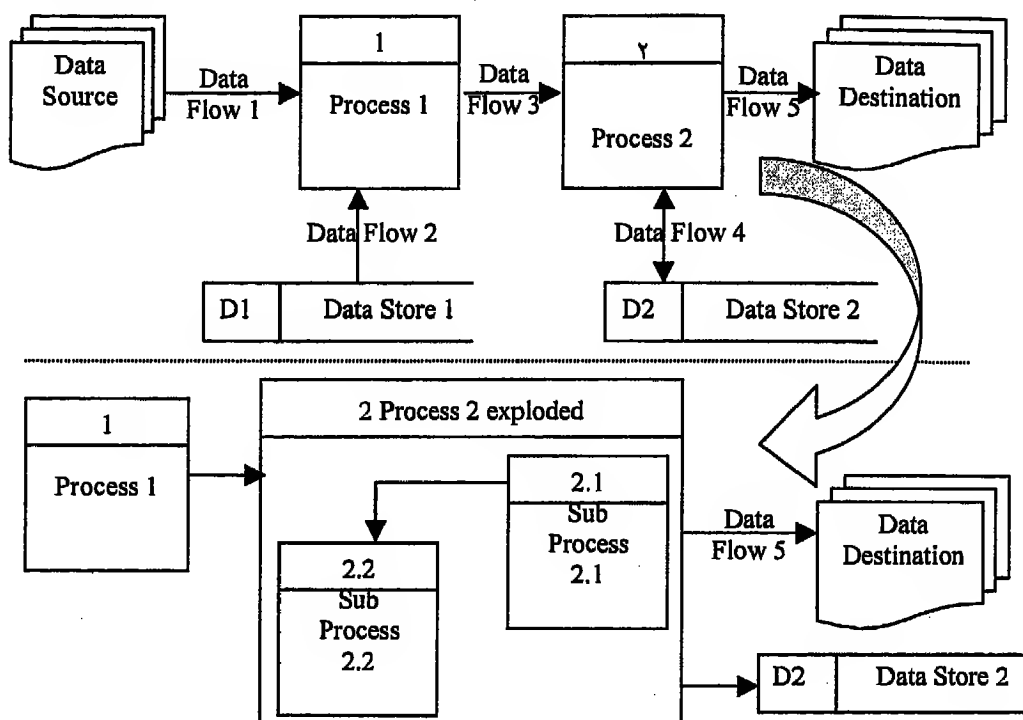 Data
Source
Data
Flow 1
1
Process 1
Data
Flow 3
٢
Process 2
Data
Flow 5
Data
Destination
Data Flow 2
Data Flow 4
D1
Data Store 1
D2
Data Store 2
1
Process 1
2 Process 2 exploded
2.1
Sub
Process
2.1
2.2
Sub
Process
2.2
Data
Flow 5
Data
Destination
D2
Data Store 2